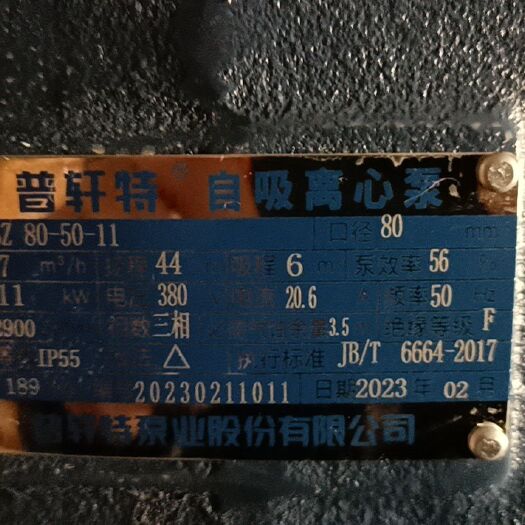 普轩特® 自吸离心泵
Z 80-50-11 口径 80 mm
7 m³/h 扬程 44 吸程 6 m 泵效率 56
11 kW 电压 380 电流 20.6 A 频率 50 Hz
2900 相数 三相 3.5 绝缘等级 F
IP55 △ 执行标准 JB/T 6664-2017
189 20230211011 日期 2023 年 02 月
普轩特泵业股份有限公司